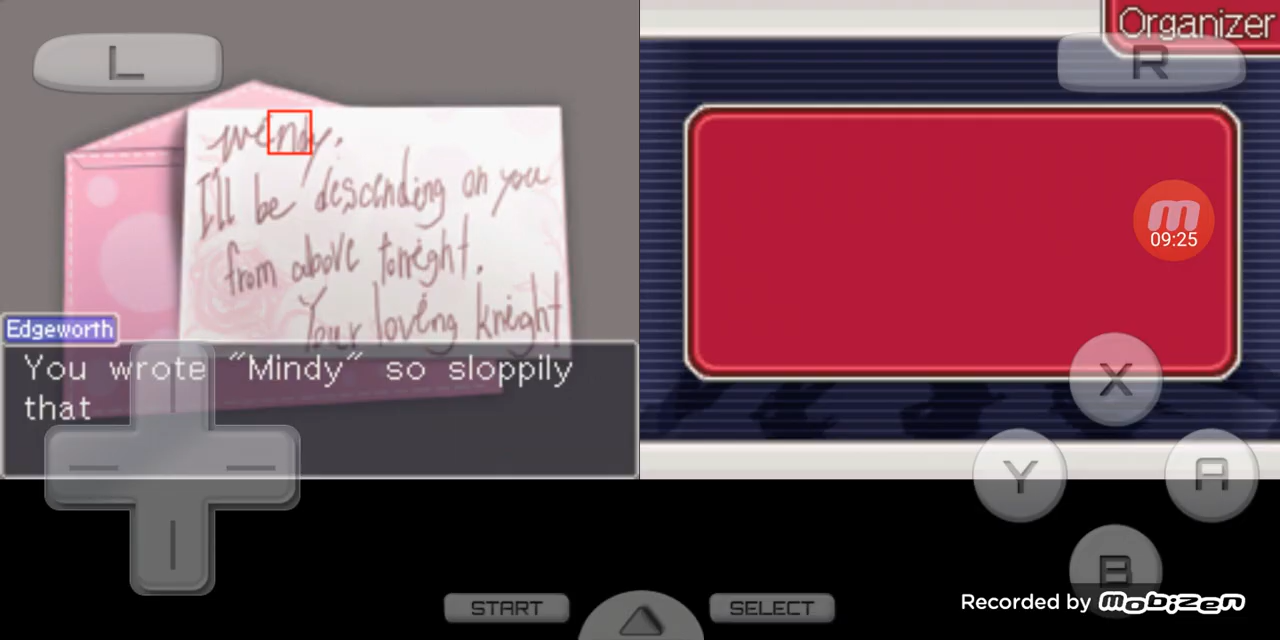 Organizer
L
R
Wendy.
I'll be descending on you
from above tonight.
Your loving knight
09:25
Edgeworth
You wrote "Mindy" so sloppily
that
X
Y
A
B
START
SELECT
Recorded by mobizen